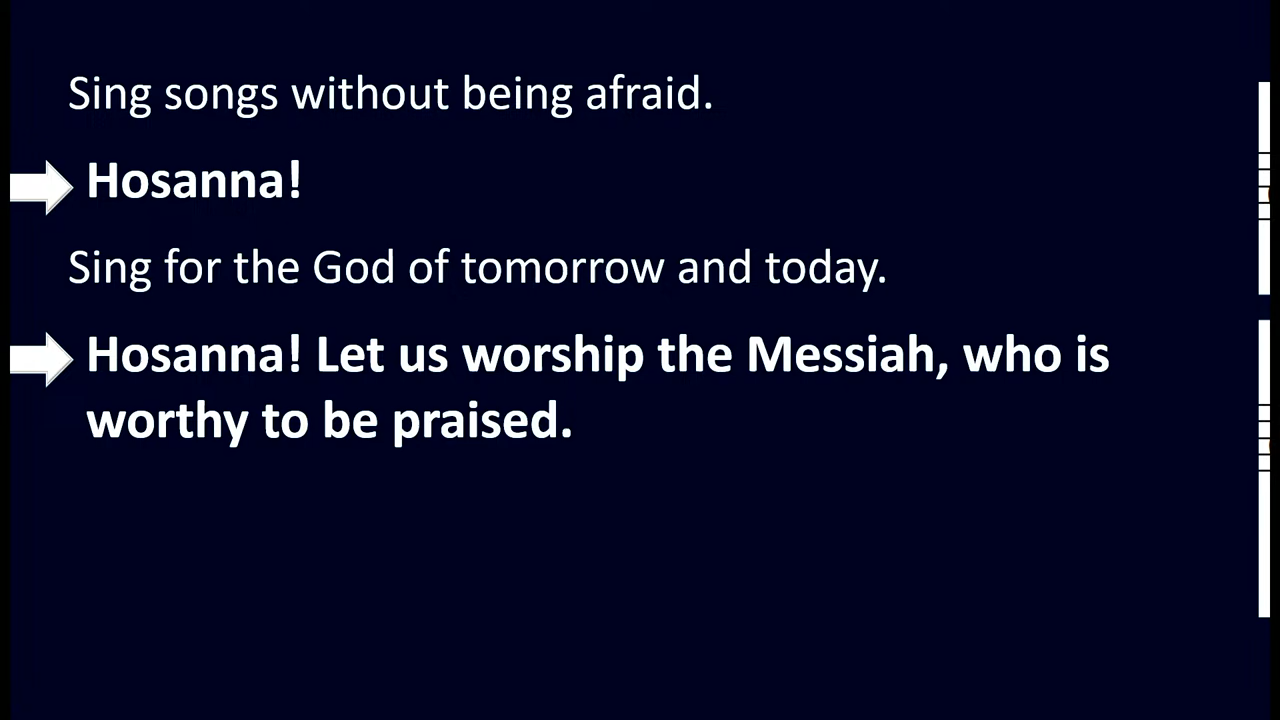 Sing songs without being afraid.
Hosanna!
Sing for the God of tomorrow and today.
Hosanna! Let us worship the Messiah, who is
worthy to be praised.